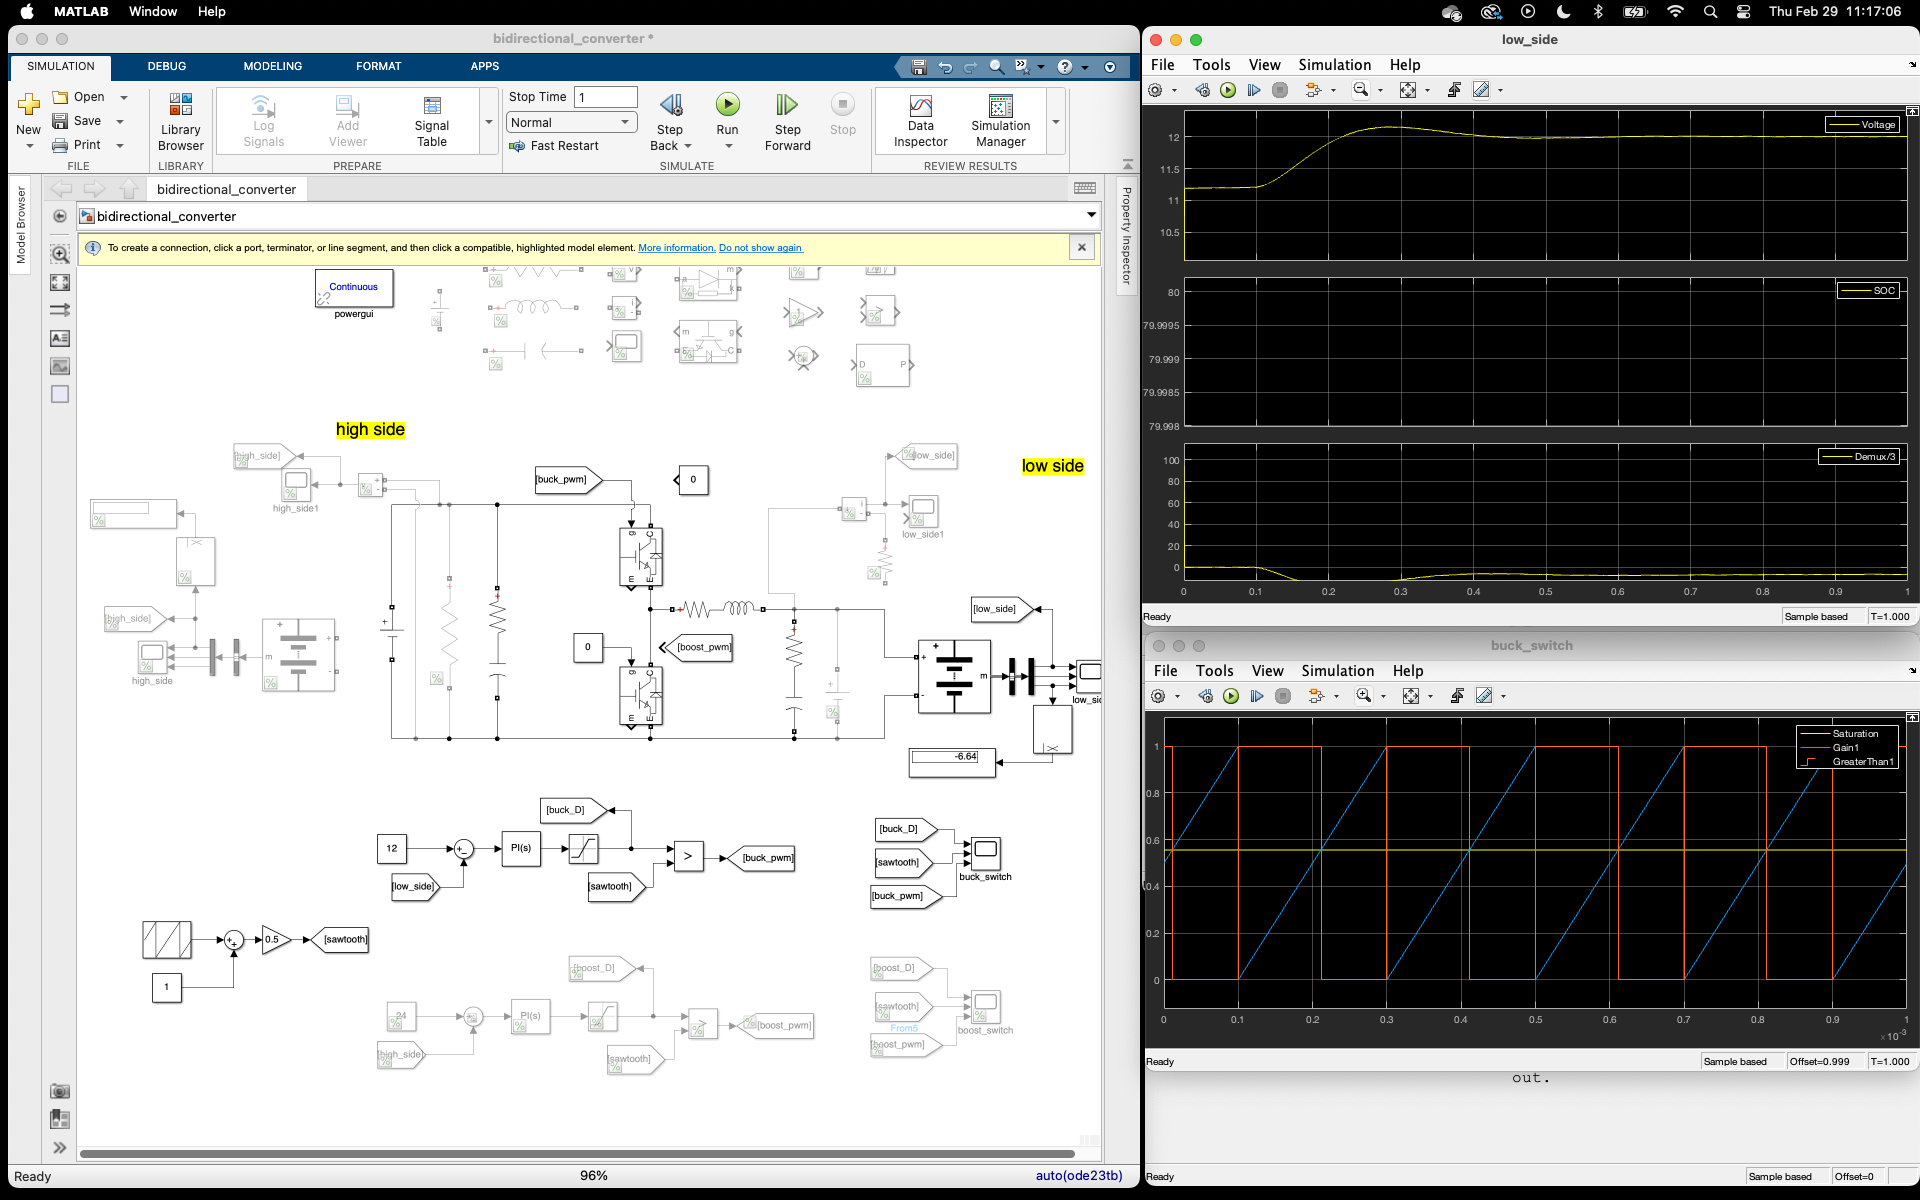 MATLAB Window Help
Thu Feb 29 11:17:06
bidirectional_converter *
SIMULATION DEBUG MODELING FORMAT APPS
New
Open
Save
Print
FILE
Library Browser
LIBRARY
Log Signals
Add Viewer
Signal Table
PREPARE
Stop Time 1
Normal
Fast Restart
Step Back
Run
Step Forward
Stop
SIMULATE
Data Inspector
Simulation Manager
REVIEW RESULTS
Model Browser
Property Inspector
bidirectional_converter
bidirectional_converter
To create a connection, click a port, terminator, or line segment, and then click a compatible, highlighted model element. More information. Do not show again.
Continuous
powergui
D P
high side
low side
[high_side]
high_side1
[buck_pwm]
0
[low_side]
low_side1
g C
m E
[high_side]
high_side
m
0
[boost_pwm]
g C
m E
[low_side]
m
-6.64
[buck_D]
12
PI(s)
>
[buck_pwm]
[low_side]
[sawtooth]
[buck_D]
[sawtooth]
[buck_pwm]
buck_switch
0.5
[sawtooth]
1
[boost_D]
24
PI(s)
>
[boost_pwm]
[high_side]
[sawtooth]
[boost_D]
[sawtooth]
From5
[boost_pwm]
boost_switch
Ready 96% auto(ode23tb)
low_side
File Tools View Simulation Help
Voltage
12
11.5
11
10.5
SOC
80
79.9995
79.999
79.9985
79.998
Demux/3
100
80
60
40
20
0
0 0.1 0.2 0.3 0.4 0.5 0.6 0.7 0.8 0.9 1
Ready Sample based T=1.000
buck_switch
File Tools View Simulation Help
Saturation
Gain1
GreaterThan1
1
0.8
0.6
0.4
0.2
0
0 0.1 0.2 0.3 0.4 0.5 0.6 0.7 0.8 0.9 1
×10-3
Ready Sample based Offset=0.999 T=1.000
out.
Ready Sample based Offset=0